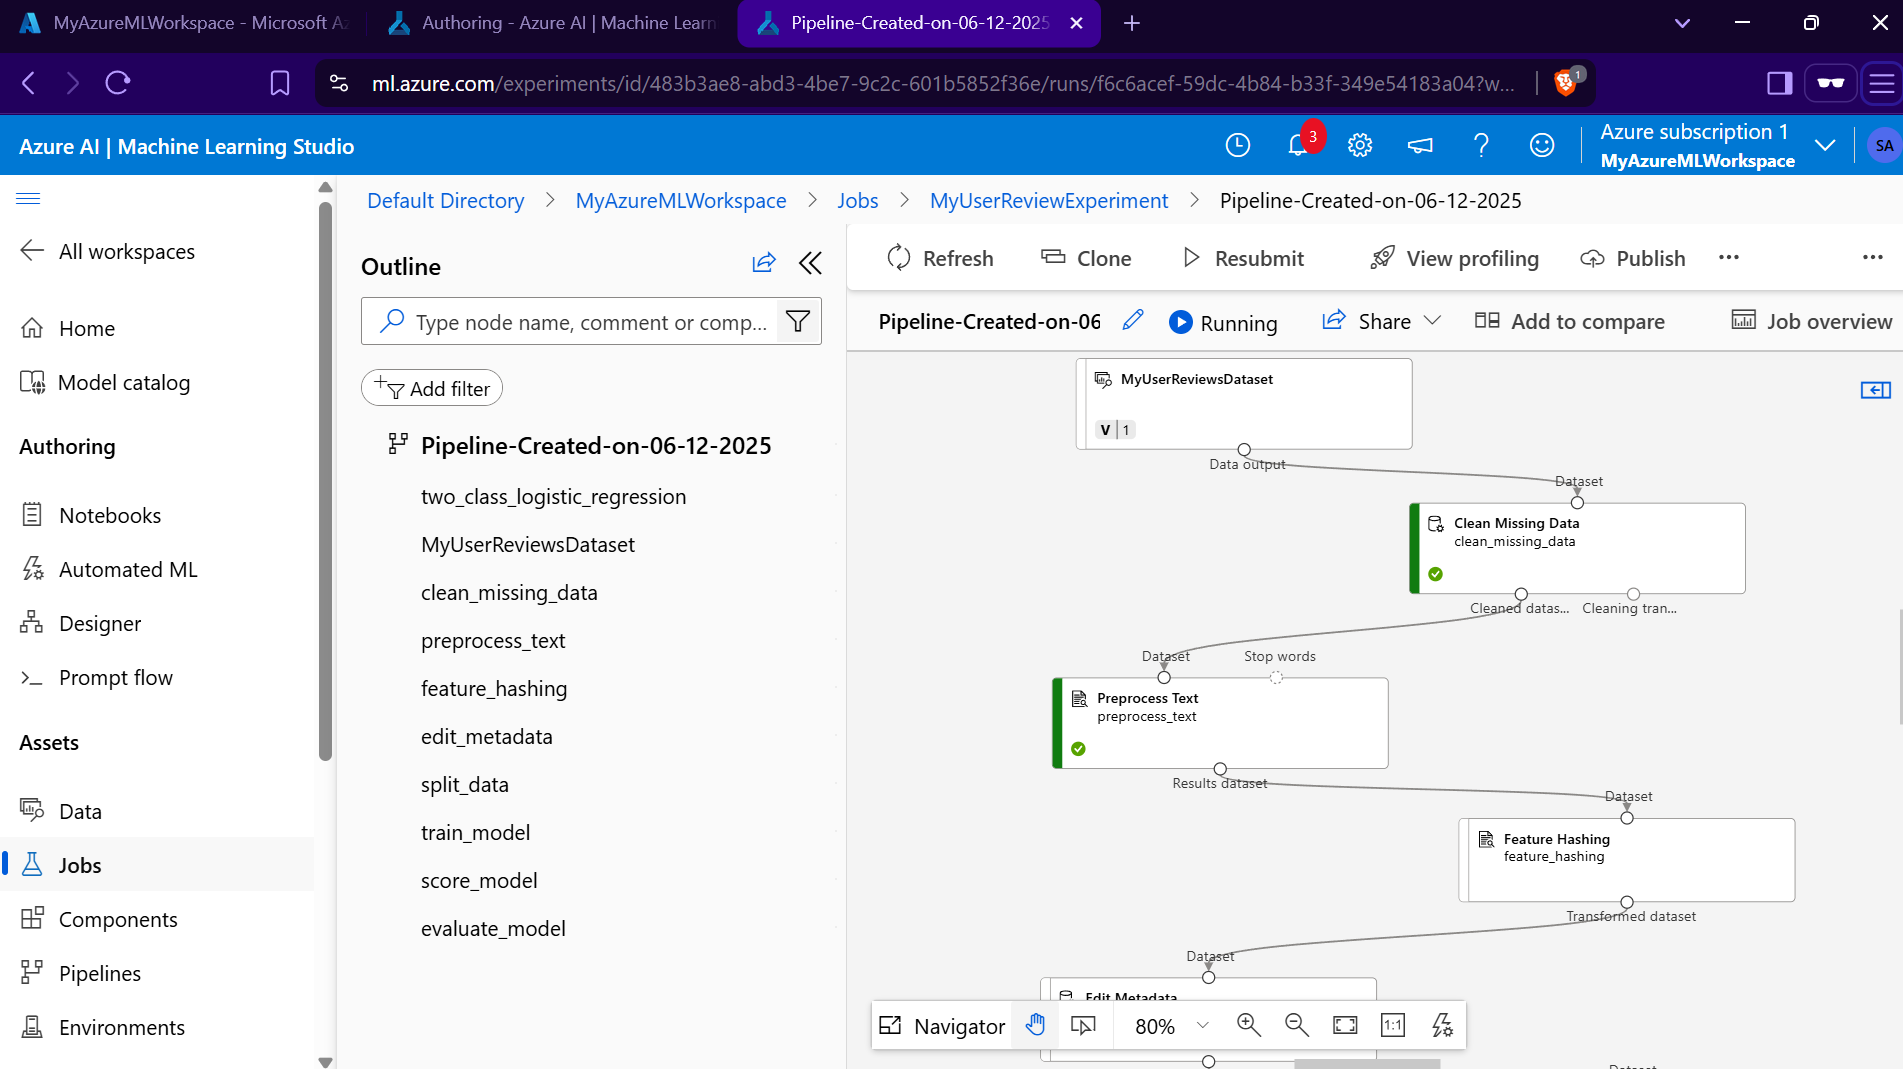 MyAzureMLWorkspace - Microsoft Az
Authoring - Azure AI | Machine Learn
Pipeline-Created-on-06-12-2025
ml.azure.com/experiments/id/483b3ae8-abd3-4be7-9c2c-601b5852f36e/runs/f6c6acef-59dc-4b84-b33f-349e54183a04?w...
1
Azure AI | Machine Learning Studio
3
Azure subscription 1
MyAzureMLWorkspace
SA
All workspaces
Home
Model catalog
Authoring
Notebooks
Automated ML
Designer
Prompt flow
Assets
Data
Jobs
Components
Pipelines
Environments
Default Directory > MyAzureMLWorkspace > Jobs > MyUserReviewExperiment > Pipeline-Created-on-06-12-2025
Outline
Type node name, comment or comp...
Add filter
Pipeline-Created-on-06-12-2025
two_class_logistic_regression
MyUserReviewsDataset
clean_missing_data
preprocess_text
feature_hashing
edit_metadata
split_data
train_model
score_model
evaluate_model
Refresh
Clone
Resubmit
View profiling
Publish
...
...
Pipeline-Created-on-06
Running
Share
Add to compare
Job overview
MyUserReviewsDataset
V | 1
Data output
Dataset
Clean Missing Data
clean_missing_data
Cleaned datas...
Cleaning tran...
Dataset
Stop words
Preprocess Text
preprocess_text
Results dataset
Dataset
Feature Hashing
feature_hashing
Transformed dataset
Dataset
Edit Metadata
Navigator
80%
1:1
Dataset